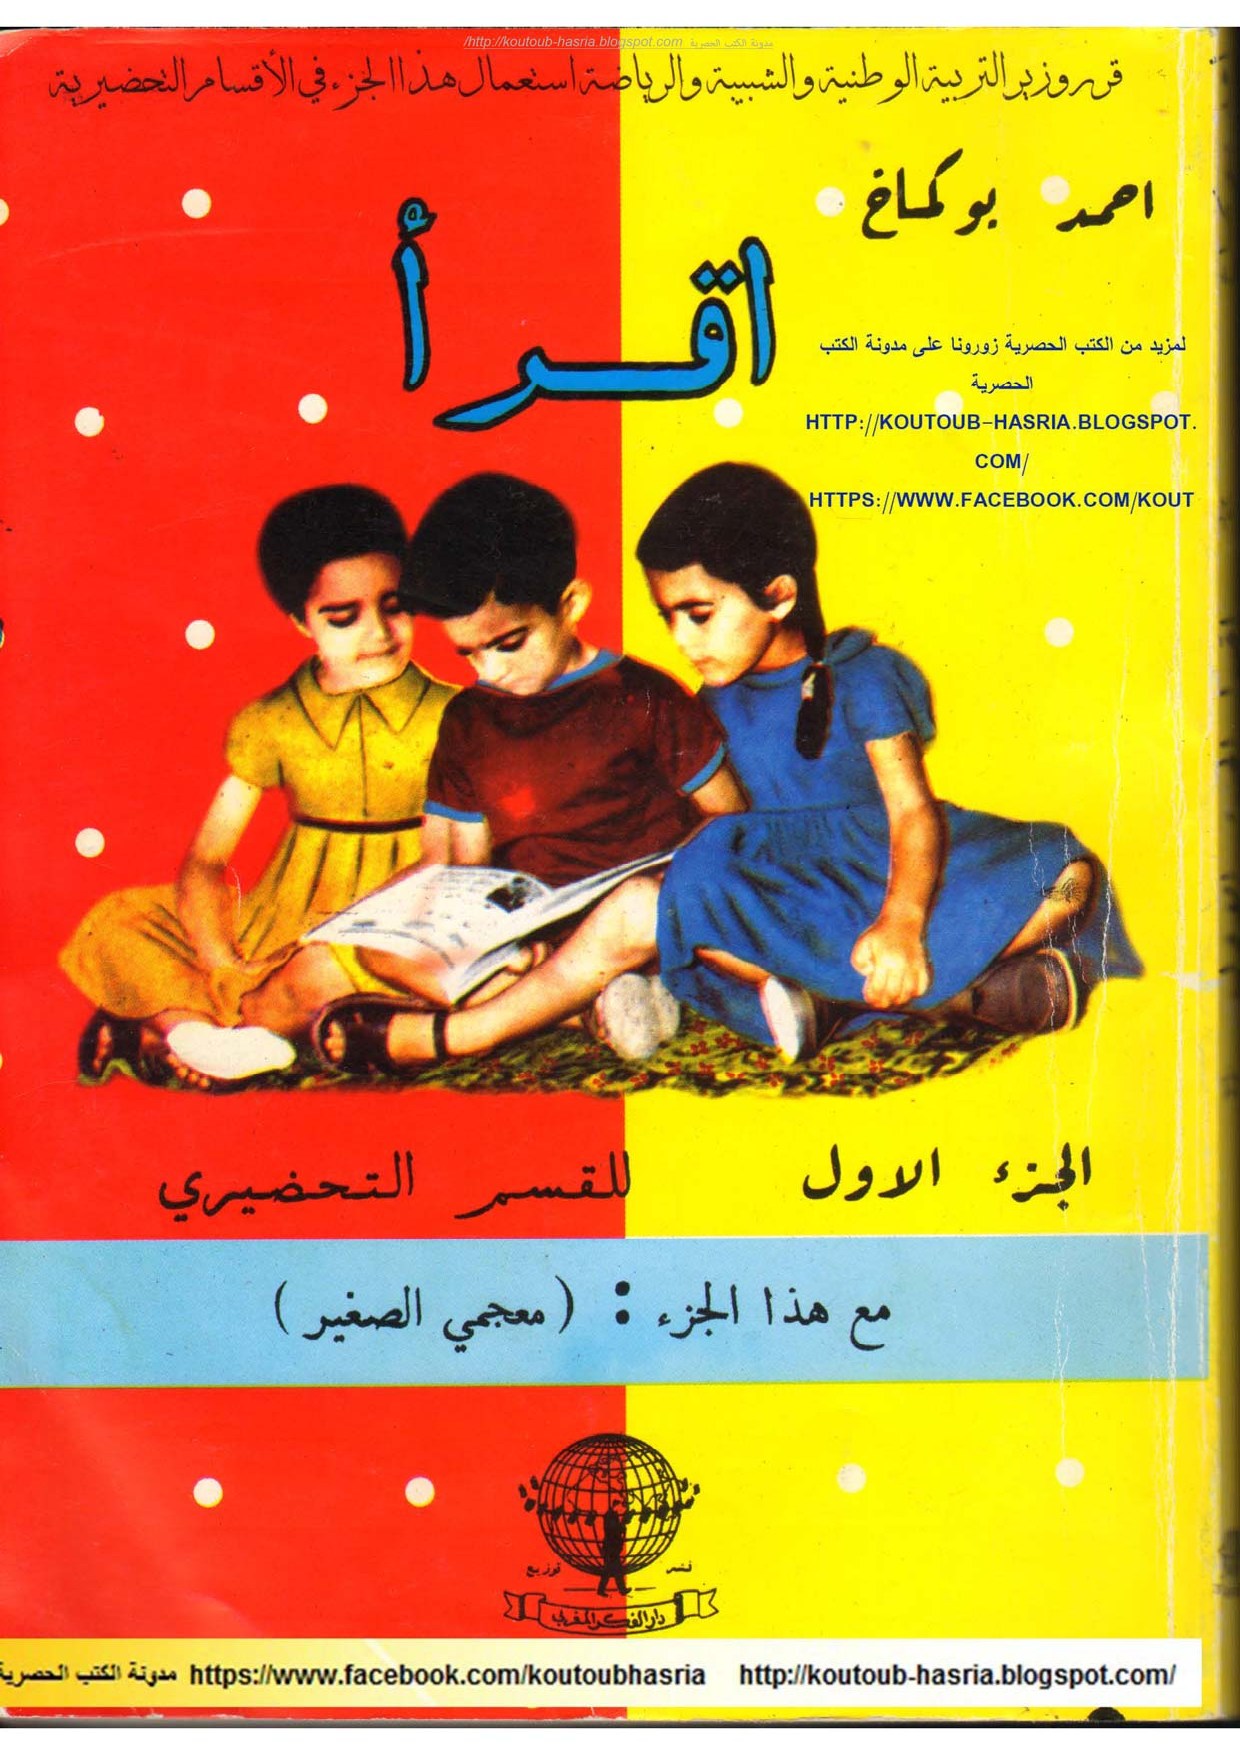 http://koutoub-hasria.blogspot.com/ مدونة الكتب الحصرية
قرر وزير التربية الوطنية والشبيبة والرياضة استعمال هذا الجزء في الأقسام التحضيرية
احمد بوكماخ
اقرأ
لمزيد من الكتب الحصرية زورونا على مدونة الكتب
الحصرية
HTTP://KOUTOUB-HASRIA.BLOGSPOT.
COM/
HTTPS://WWW.FACEBOOK.COM/KOUT
الجزء الاول للقسم التحضيري
مع هذا الجزء : (معجمي الصغير)
نشر توزيع
دار الفكر المغربي
مدونة الكتب الحصرية https://www.facebook.com/koutoubhasria http://koutoub-hasria.blogspot.com/